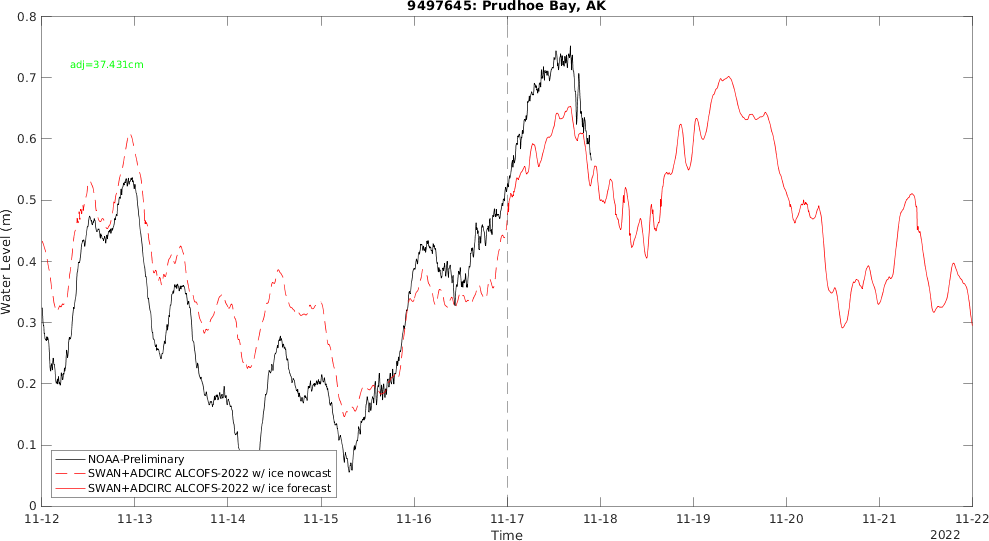 9497645: Prudhoe Bay, AK
0.8
adj=37.431cm
0.7
0.6
0.5
0.4
0.3
0.2
0.1
0
Water Level (m)
NOAA-Preliminary
SWAN+ADCIRC ALCOFS-2022 w/ ice nowcast
SWAN+ADCIRC ALCOFS-2022 w/ ice forecast
11-12 11-13 11-14 11-15 11-16 11-17 11-18 11-19 11-20 11-21 11-22
Time
2022